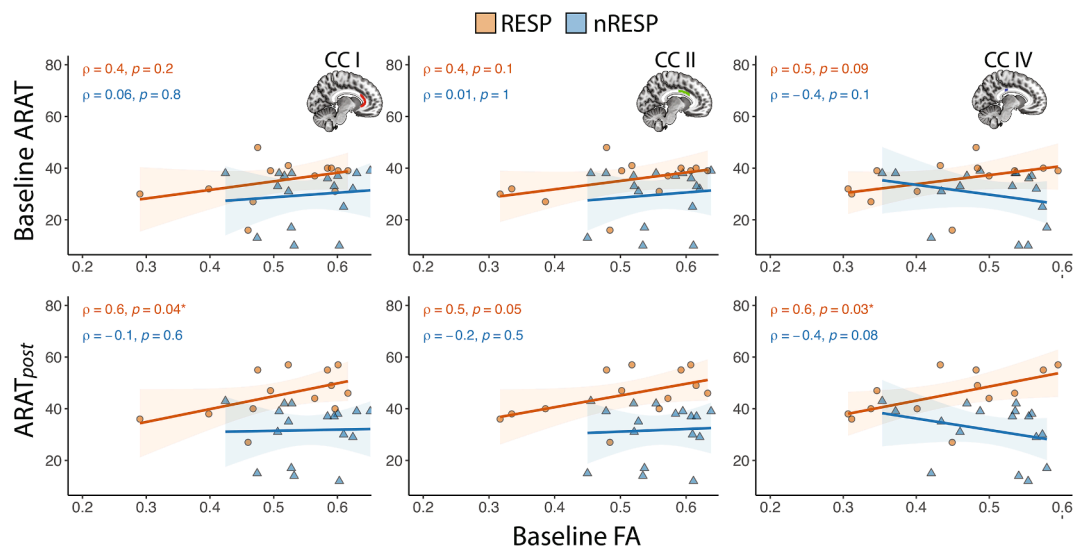 RESP nRESP
CC I CC II CC IV
Baseline ARAT
80
60
40
20
ρ = 0.4, p = 0.2
ρ = 0.06, p = 0.8
ρ = 0.4, p = 0.1
ρ = 0.01, p = 1
ρ = 0.5, p = 0.09
ρ = −0.4, p = 0.1
0.2 0.3 0.4 0.5 0.6
80
60
40
20
0.2 0.3 0.4 0.5 0.6
80
60
40
20
0.2 0.3 0.4 0.5 0.6
ARATpost
80
60
40
20
ρ = 0.6, p = 0.04*
ρ = −0.1, p = 0.6
ρ = 0.5, p = 0.05
ρ = −0.2, p = 0.5
ρ = 0.6, p = 0.03*
ρ = −0.4, p = 0.08
0.2 0.3 0.4 0.5 0.6
80
60
40
20
0.2 0.3 0.4 0.5 0.6
80
60
40
20
0.2 0.3 0.4 0.5 0.6
Baseline FA